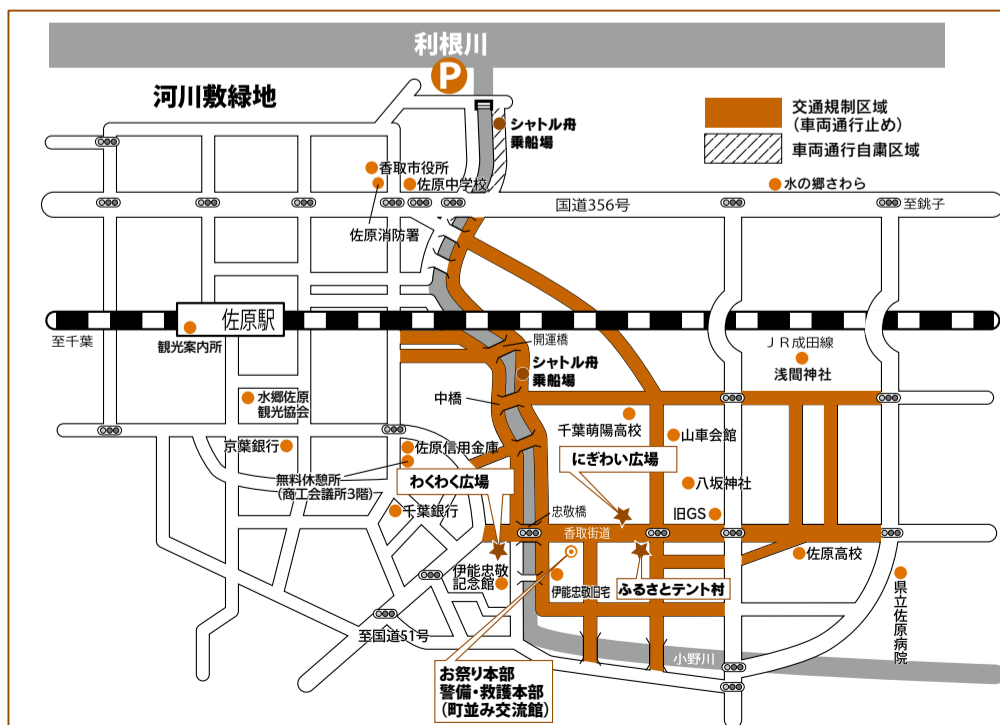 利根川
P
河川敷緑地
シャトル舟
乗船場
交通規制区域
(車両通行止め)
車両通行自粛区域
香取市役所
佐原中学校
水の郷さわら
国道356号
至銚子
佐原消防署
佐原駅
至千葉
観光案内所
開運橋
JR成田線
シャトル舟
乗船場
浅間神社
水郷佐原
観光協会
中橋
千葉萌陽高校
山車会館
京葉銀行
佐原信用金庫
にぎわい広場
無料休憩所
(商工会議所3階)
わくわく広場
八坂神社
千葉銀行
忠敬橋
旧GS
香取街道
佐原高校
伊能忠敬
記念館
伊能忠敬旧宅
ふるさとテント村
県立佐原病院
至国道51号
小野川
お祭り本部
警備・救護本部
(町並み交流館)